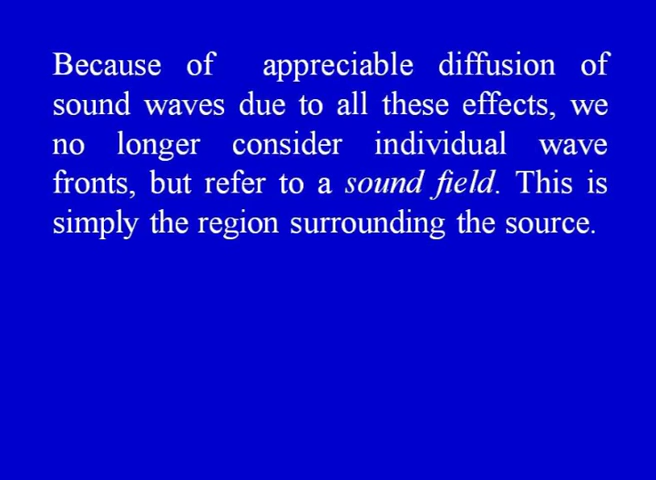 Because of appreciable diffusion of
sound waves due to all these effects, we
no longer consider individual wave
fronts, but refer to a sound field. This is
simply the region surrounding the source.